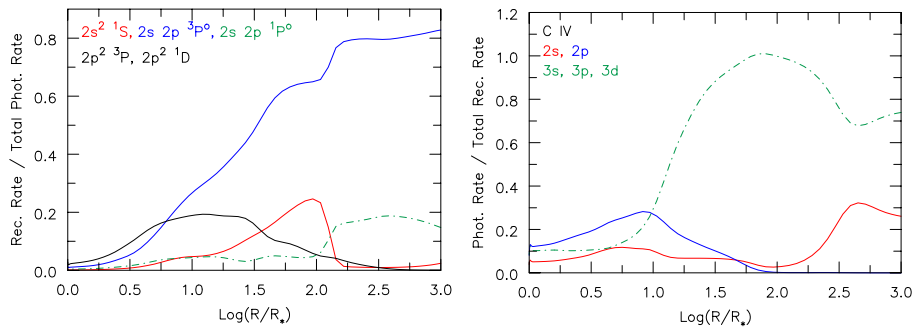 2s² ¹S, 2s 2p ³Pᵒ, 2s 2p ¹Pᵒ
2p² ³P, 2p² ¹D
Rec. Rate / Total Phot. Rate
0.8
0.6
0.4
0.2
0.0
0.0 0.5 1.0 1.5 2.0 2.5 3.0
Log(R/R*)
C IV
2s, 2p
3s, 3p, 3d
Phot. Rate / Total Rec. Rate
1.2
1.0
0.8
0.6
0.4
0.2
0.0
0.0 0.5 1.0 1.5 2.0 2.5 3.0
Log(R/R*)